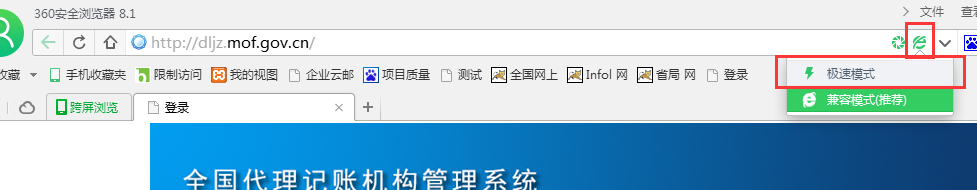 360安全浏览器 8.1
文件 查看
http://dljz.mof.gov.cn/
极速模式
兼容模式(推荐)
收藏 手机收藏夹 限制访问 我的视图 企业云邮 项目质量 测试 全国网上 Infol 网 省局 网 登录
跨屏浏览 登录
全国代理记账机构管理系统